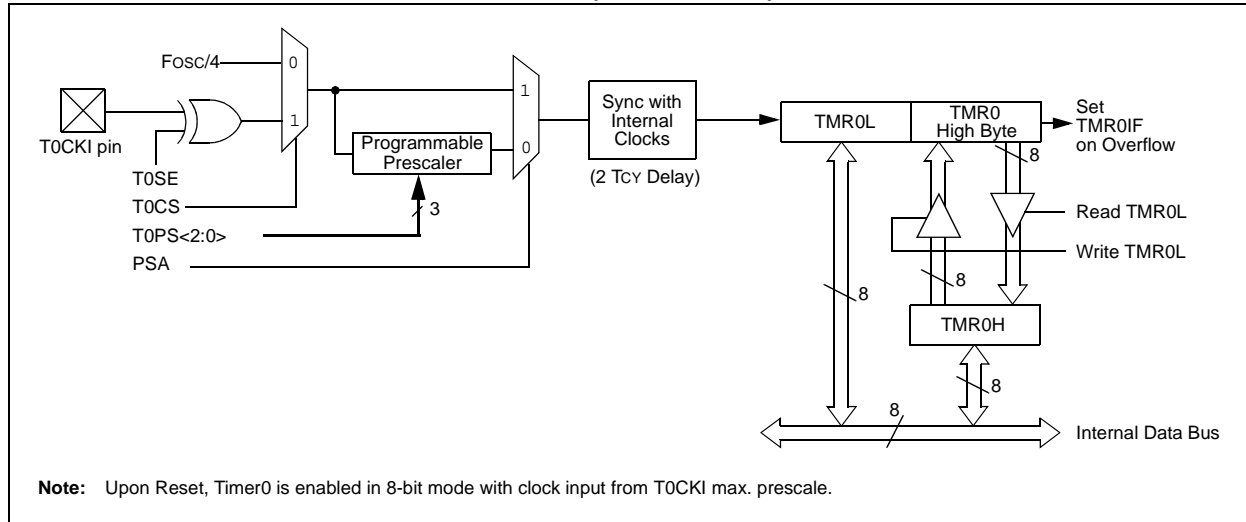 FOSC/4
0
1
T0CKI pin
T0SE
T0CS
T0PS<2:0>
PSA
Programmable
Prescaler
3
1
0
Sync with
Internal
Clocks
(2 TCY Delay)
TMR0L
TMR0
High Byte
Set
TMR0IF
on Overflow
8
Read TMR0L
Write TMR0L
8
8
TMR0H
8
8
Internal Data Bus
Note: Upon Reset, Timer0 is enabled in 8-bit mode with clock input from T0CKI max. prescale.